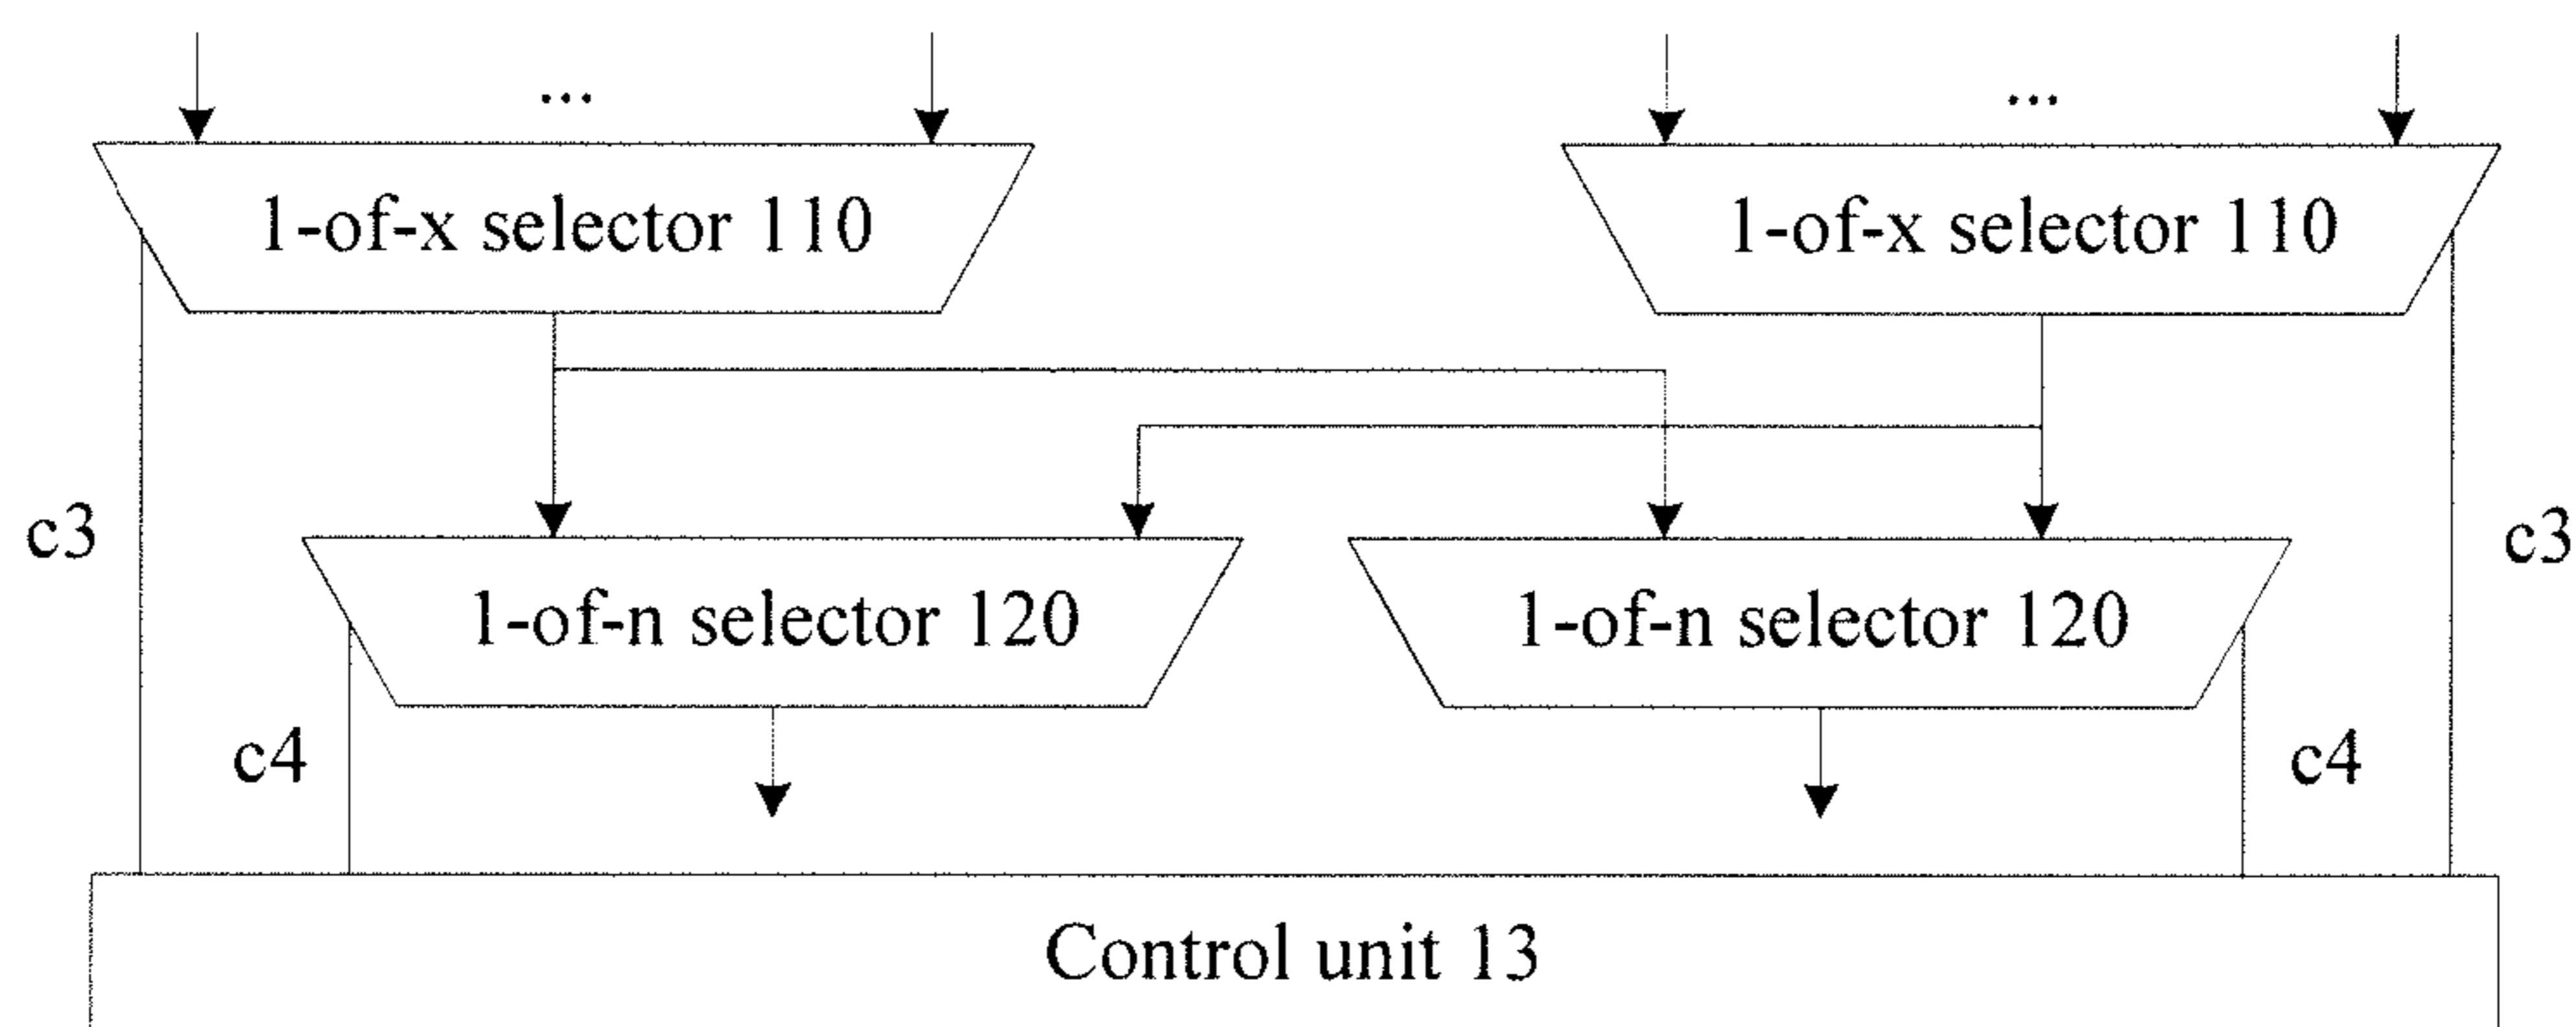 ...
...
1-of-x selector 110
1-of-x selector 110
c3
c3
1-of-n selector 120
1-of-n selector 120
c4
c4
Control unit 13